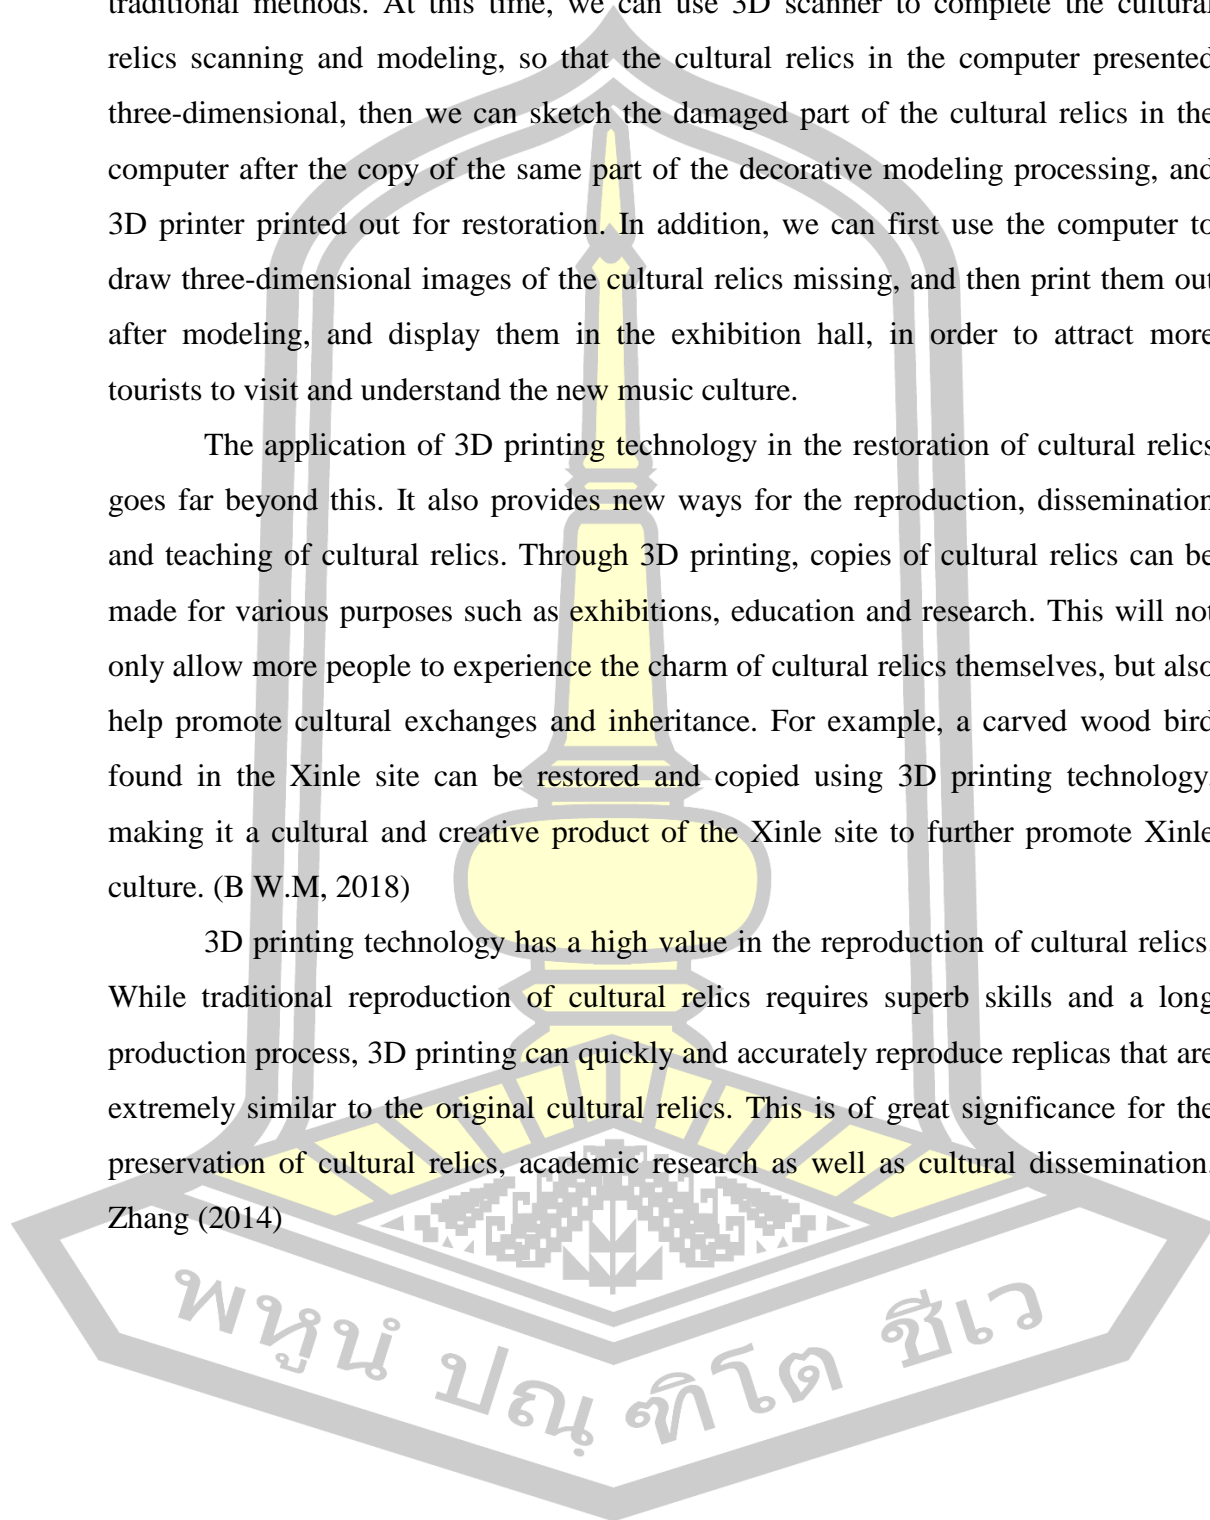 traditional methods. At this time, we can use 3D scanner to complete the cultural
relics scanning and modeling, so that the cultural relics in the computer presented
three-dimensional, then we can sketch the damaged part of the cultural relics in the
computer after the copy of the same part of the decorative modeling processing, and
3D printer printed out for restoration. In addition, we can first use the computer to
draw three-dimensional images of the cultural relics missing, and then print them out
after modeling, and display them in the exhibition hall, in order to attract more
tourists to visit and understand the new music culture.
The application of 3D printing technology in the restoration of cultural relics
goes far beyond this. It also provides new ways for the reproduction, dissemination
and teaching of cultural relics. Through 3D printing, copies of cultural relics can be
made for various purposes such as exhibitions, education and research. This will not
only allow more people to experience the charm of cultural relics themselves, but also
help promote cultural exchanges and inheritance. For example, a carved wood bird
found in the Xinle site can be restored and copied using 3D printing technology,
making it a cultural and creative product of the Xinle site to further promote Xinle
culture. (B W.M, 2018)
3D printing technology has a high value in the reproduction of cultural relics.
While traditional reproduction of cultural relics requires superb skills and a long
production process, 3D printing can quickly and accurately reproduce replicas that are
extremely similar to the original cultural relics. This is of great significance for the
preservation of cultural relics, academic research as well as cultural dissemination.
Zhang (2014)
พหูนํ ปณฺฑิโต ชีเว